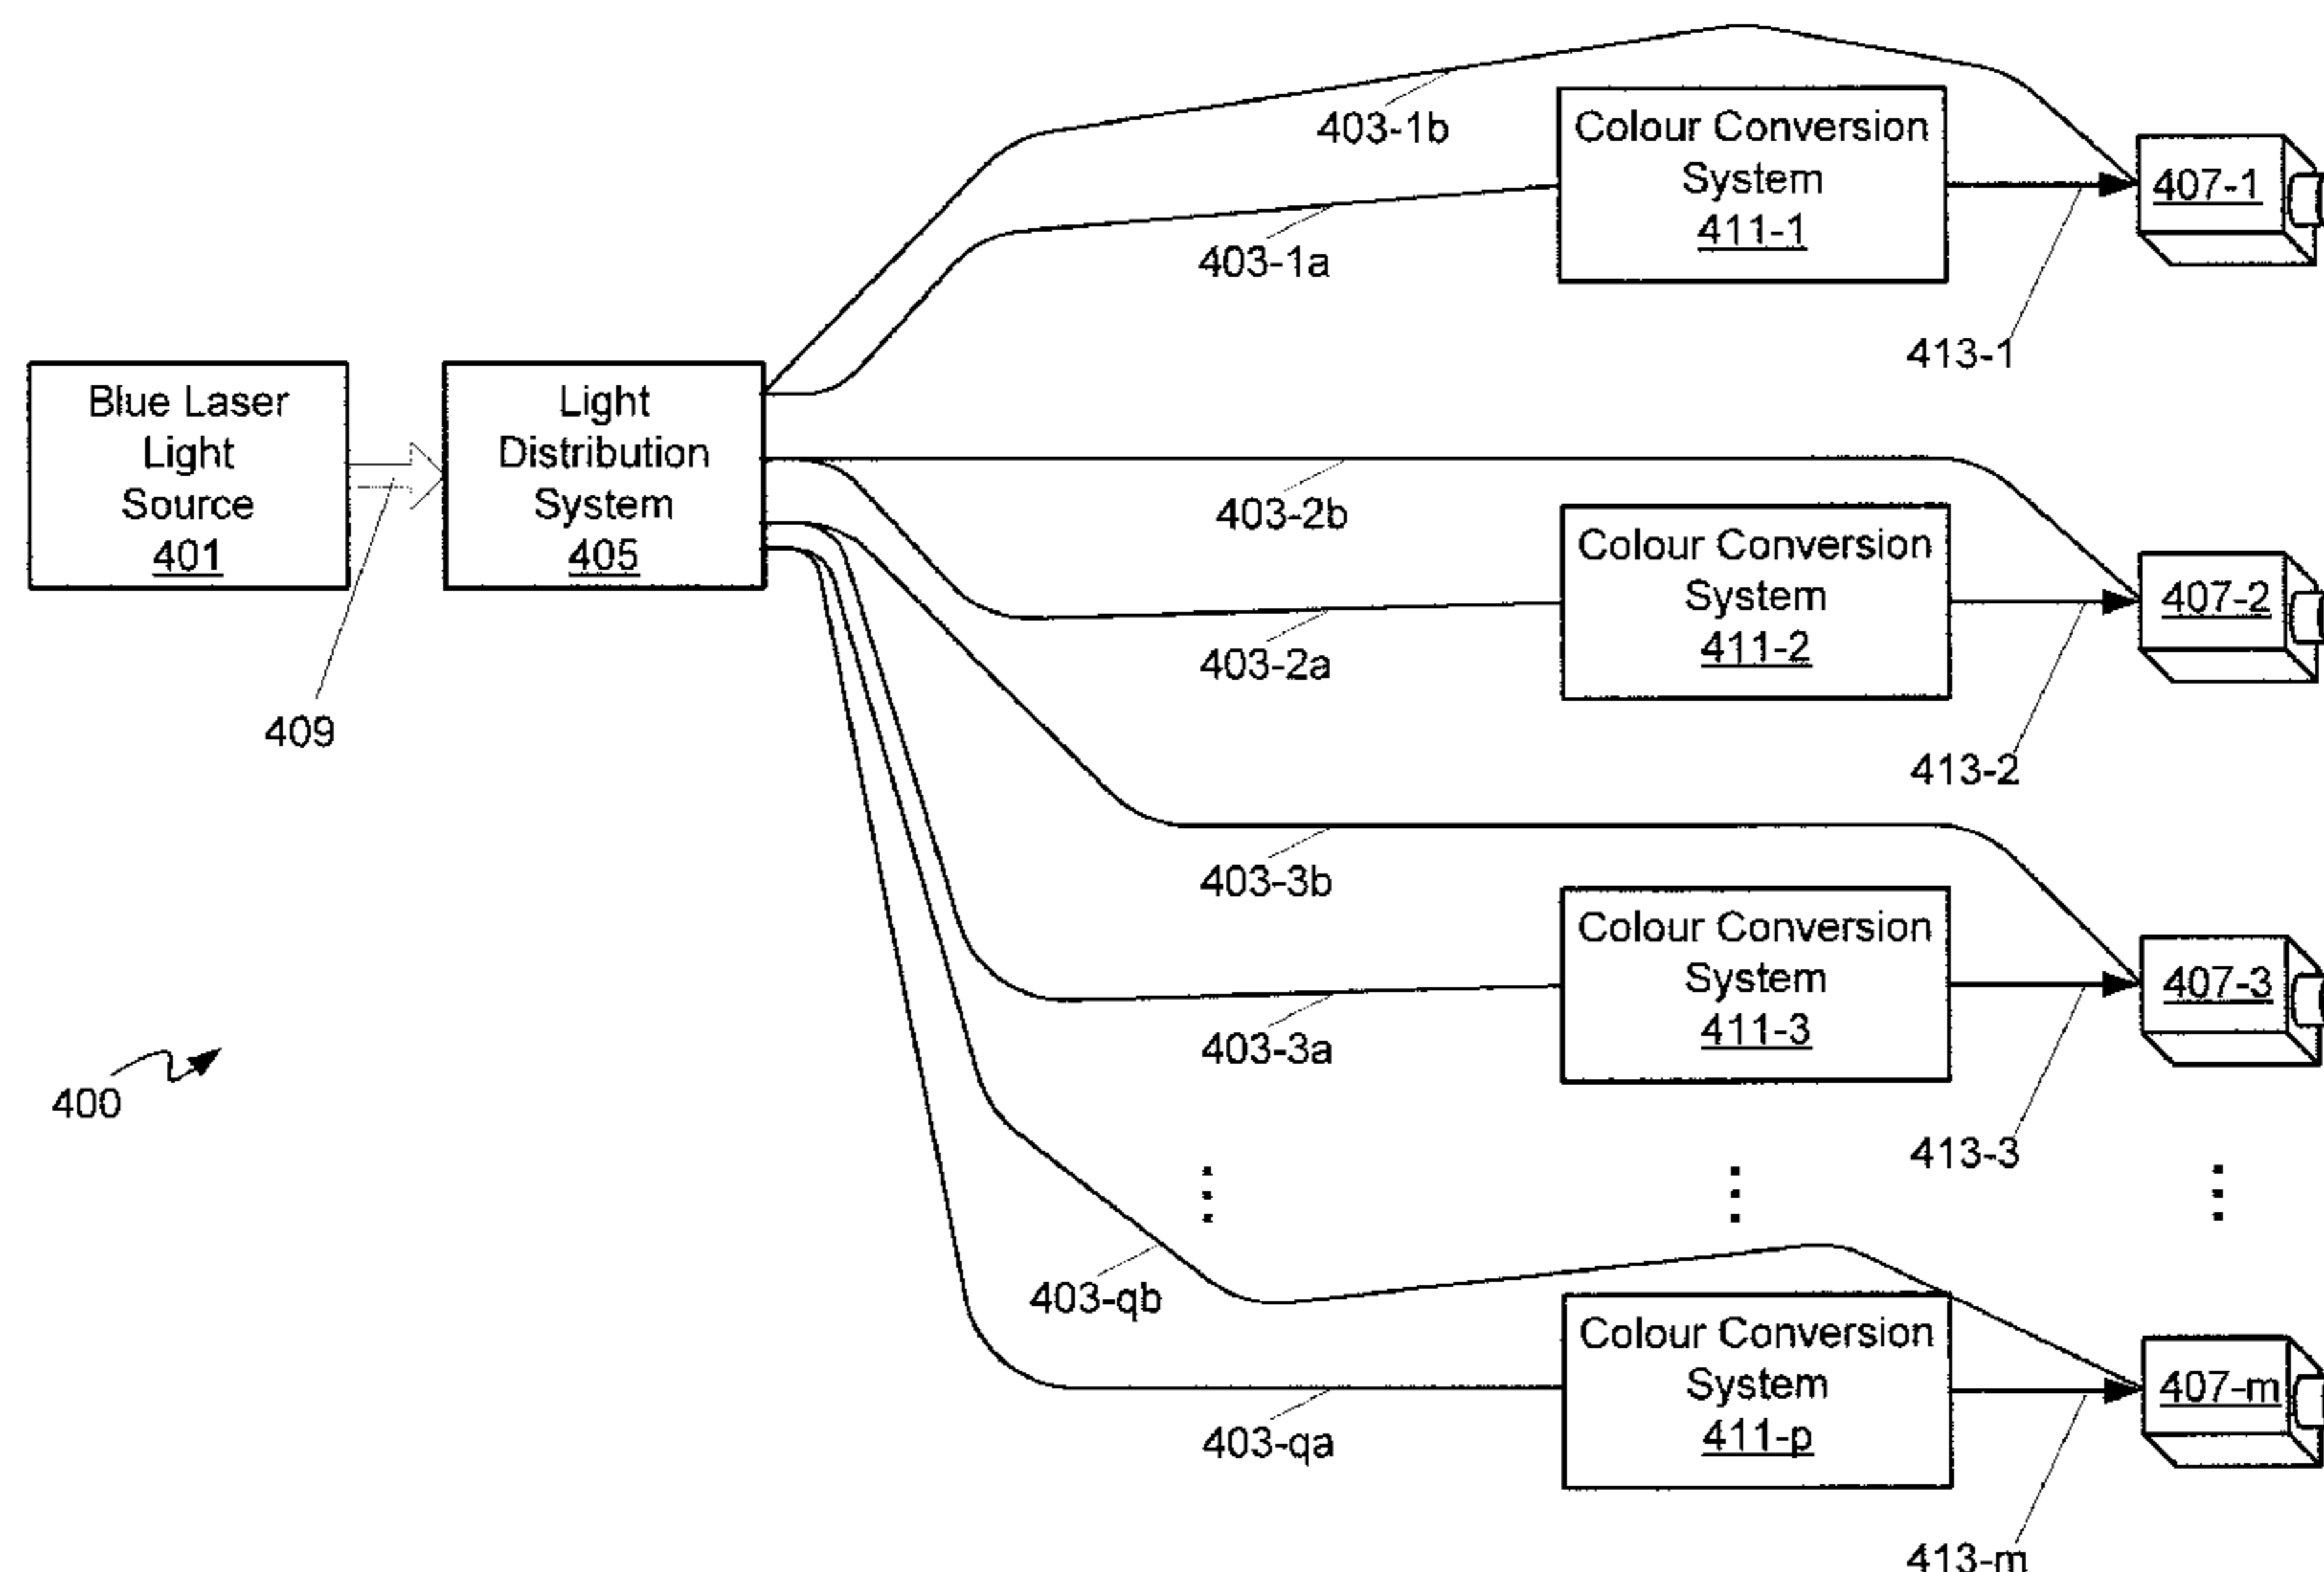 403-1b
Colour Conversion
System
411-1
407-1
403-1a
413-1
Blue Laser
Light
Source
401
Light
Distribution
System
405
409
403-2b
Colour Conversion
System
411-2
407-2
403-2a
413-2
403-3b
Colour Conversion
System
411-3
407-3
403-3a
413-3
400
403-qb
Colour Conversion
System
411-p
407-m
403-qa
413-m